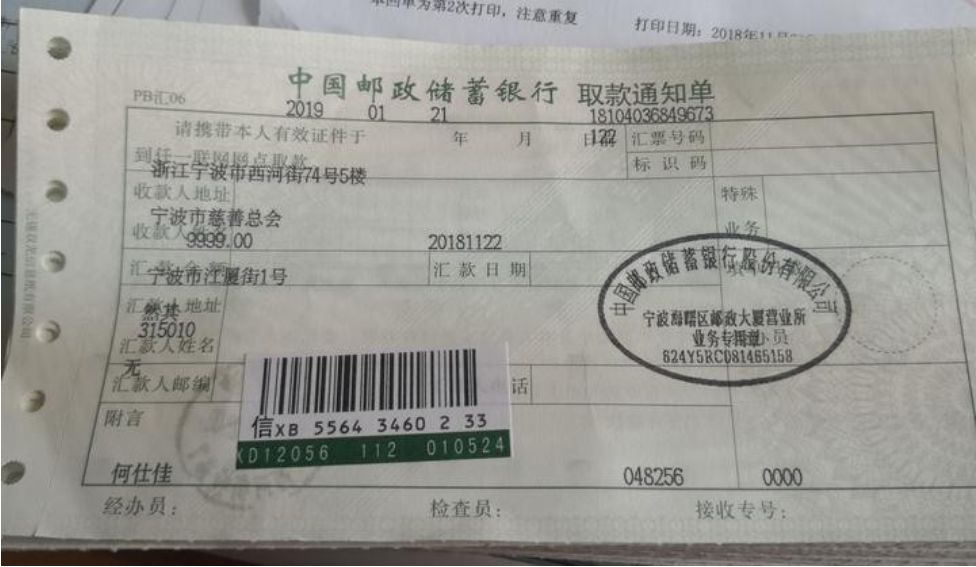 本回单为第2次打印，注意重复
打印日期：2018年11月
PB汇06
中国邮政储蓄银行 取款通知单
2019 01 21 18104036849673
请携带本人有效证件于 年 月 日前 122 汇票号码
到任一联网网点取款 标识码
浙江宁波市西河街74号5楼
收款人地址 特殊
宁波市慈善总会
收款人 业务
9999.00 20181122
汇款金额 汇款日期
宁波市江厦街1号
汇款人地址
然其
315010
汇款人姓名
无
汇款人邮编 话
中国邮政储蓄银行股份有限公司
宁波海曙区邮政大厦营业所
业务专用章 办员
624Y5RC081465158
附言
信XB 5564 3460 2 33
XD12056 112 010524
何仕佳 048256 0000
经办员： 检查员： 接收专号：